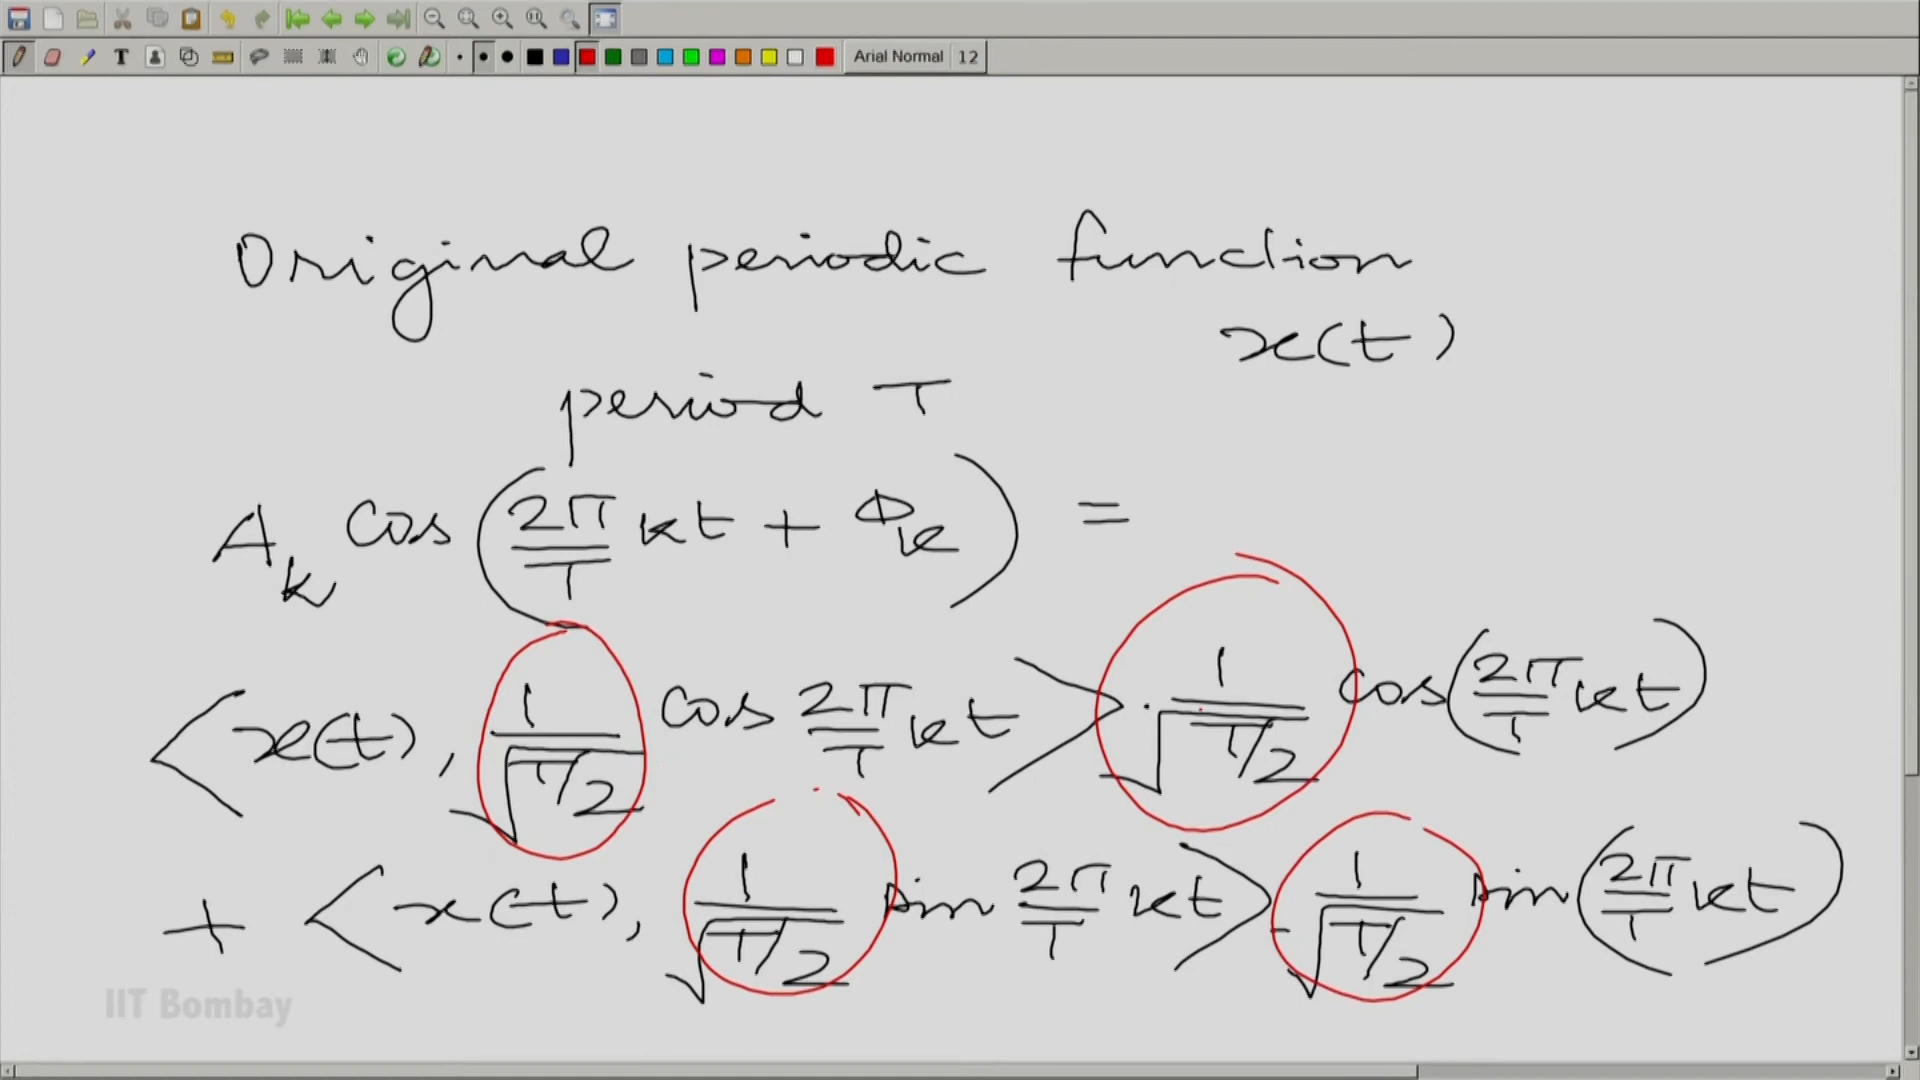 Arial Normal 12
Original periodic function
x(t)
period T
A_k cos(2π/T kt + Φ_k) =
<x(t), 1/√(T/2) cos 2π/T kt> · 1/√(T/2) cos(2π/T kt)
+ <x(t), 1/√(T/2) sin 2π/T kt> · 1/√(T/2) sin(2π/T kt)
IIT Bombay